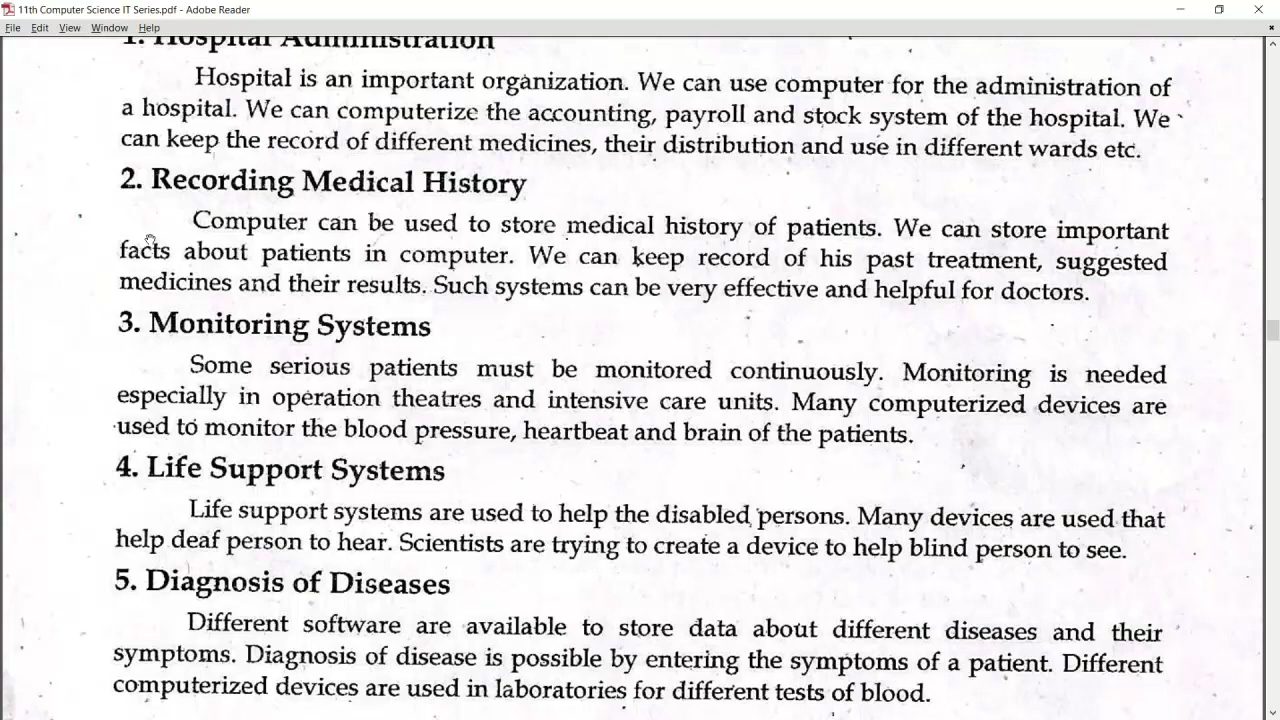 11th Computer Science IT Series.pdf - Adobe Reader
File Edit View Window Help
1. Hospital Administration
Hospital is an important organization. We can use computer for the administration of
a hospital. We can computerize the accounting, payroll and stock system of the hospital. We
can keep the record of different medicines, their distribution and use in different wards etc.
2. Recording Medical History
Computer can be used to store medical history of patients. We can store important
facts about patients in computer. We can keep record of his past treatment, suggested
medicines and their results. Such systems can be very effective and helpful for doctors.
3. Monitoring Systems
Some serious patients must be monitored continuously. Monitoring is needed
especially in operation theatres and intensive care units. Many computerized devices are
used to monitor the blood pressure, heartbeat and brain of the patients.
4. Life Support Systems
Life support systems are used to help the disabled persons. Many devices are used that
help deaf person to hear. Scientists are trying to create a device to help blind person to see.
5. Diagnosis of Diseases
Different software are available to store data about different diseases and their
symptoms. Diagnosis of disease is possible by entering the symptoms of a patient. Different
computerized devices are used in laboratories for different tests of blood.